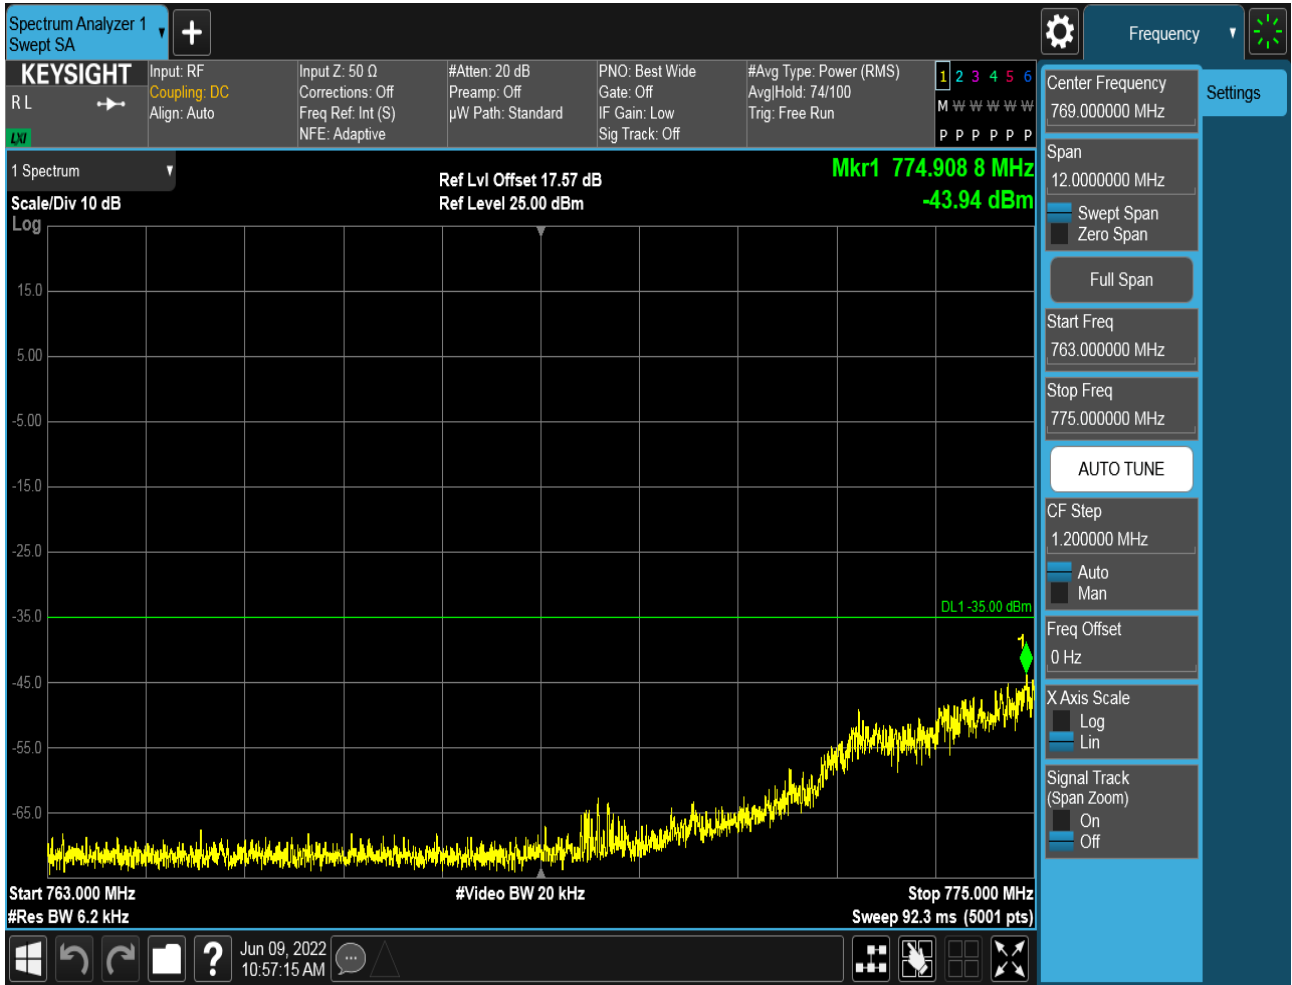 Spectrum Analyzer 1
Swept SA
Frequency
KEYSIGHT
R L
LXI
Input: RF
Coupling: DC
Align: Auto
Input Z: 50 Ω
Corrections: Off
Freq Ref: Int (S)
NFE: Adaptive
#Atten: 20 dB
Preamp: Off
µW Path: Standard
PNO: Best Wide
Gate: Off
IF Gain: Low
Sig Track: Off
#Avg Type: Power (RMS)
Avg|Hold: 74/100
Trig: Free Run
1 2 3 4 5 6
M W W W W W
P P P P P P
1 Spectrum
Scale/Div 10 dB
Log
Ref Lvl Offset 17.57 dB
Ref Level 25.00 dBm
Mkr1 774.908 8 MHz
-43.94 dBm
15.0
5.00
-5.00
-15.0
-25.0
-35.0
-45.0
-55.0
-65.0
DL1 -35.00 dBm
1
Start 763.000 MHz
#Res BW 6.2 kHz
#Video BW 20 kHz
Stop 775.000 MHz
Sweep 92.3 ms (5001 pts)
Center Frequency
769.000000 MHz
Settings
Span
12.0000000 MHz
Swept Span
Zero Span
Full Span
Start Freq
763.000000 MHz
Stop Freq
775.000000 MHz
AUTO TUNE
CF Step
1.200000 MHz
Auto
Man
Freq Offset
0 Hz
X Axis Scale
Log
Lin
Signal Track
(Span Zoom)
On
Off
?
Jun 09, 2022
10:57:15 AM